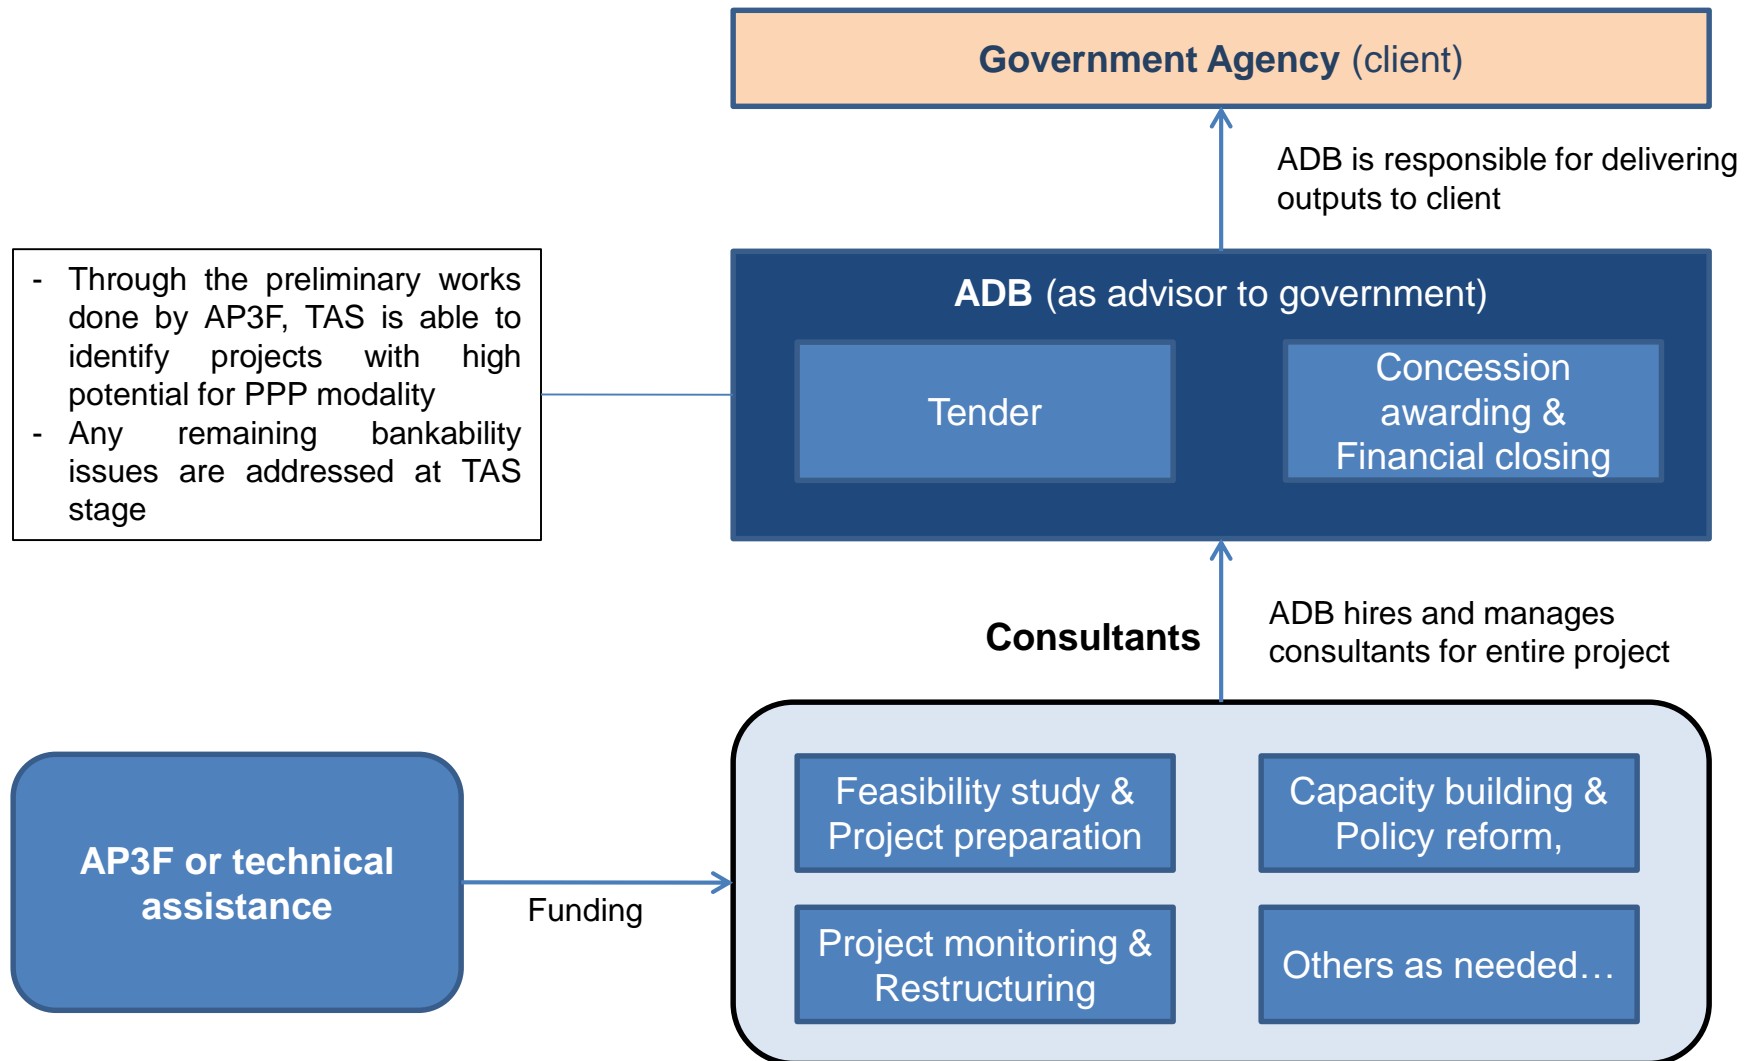 Government Agency (client)
ADB is responsible for delivering
outputs to client
- Through the preliminary works
done by AP3F, TAS is able to
identify projects with high
potential for PPP modality
- Any remaining bankability
issues are addressed at TAS
stage
ADB (as advisor to government)
Tender
Concession
awarding &
Financial closing
Consultants
ADB hires and manages
consultants for entire project
AP3F or technical
assistance
Funding
Feasibility study &
Project preparation
Capacity building &
Policy reform,
Project monitoring &
Restructuring
Others as needed…